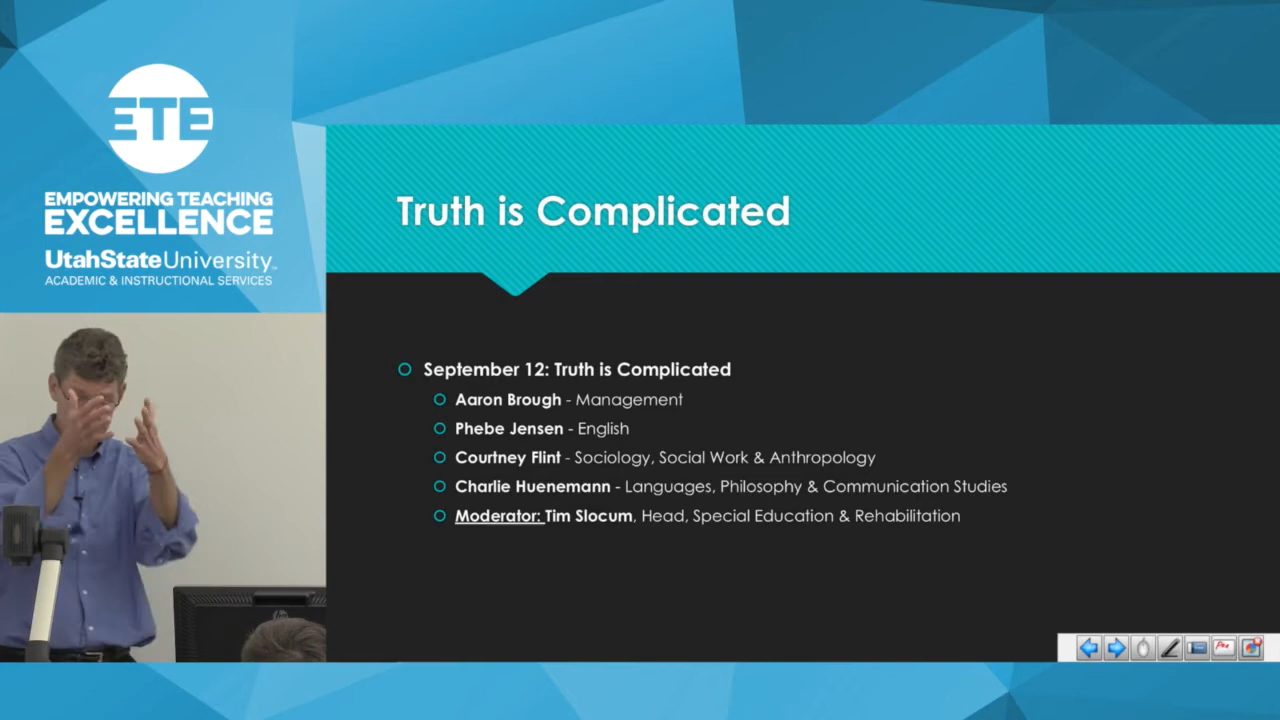 ETE
EMPOWERING TEACHING
EXCELLENCE
UtahStateUniversity
ACADEMIC & INSTRUCTIONAL SERVICES
Truth is Complicated
September 12: Truth is Complicated
Aaron Brough - Management
Phebe Jensen - English
Courtney Flint - Sociology, Social Work & Anthropology
Charlie Huenemann - Languages, Philosophy & Communication Studies
Moderator: Tim Slocum, Head, Special Education & Rehabilitation